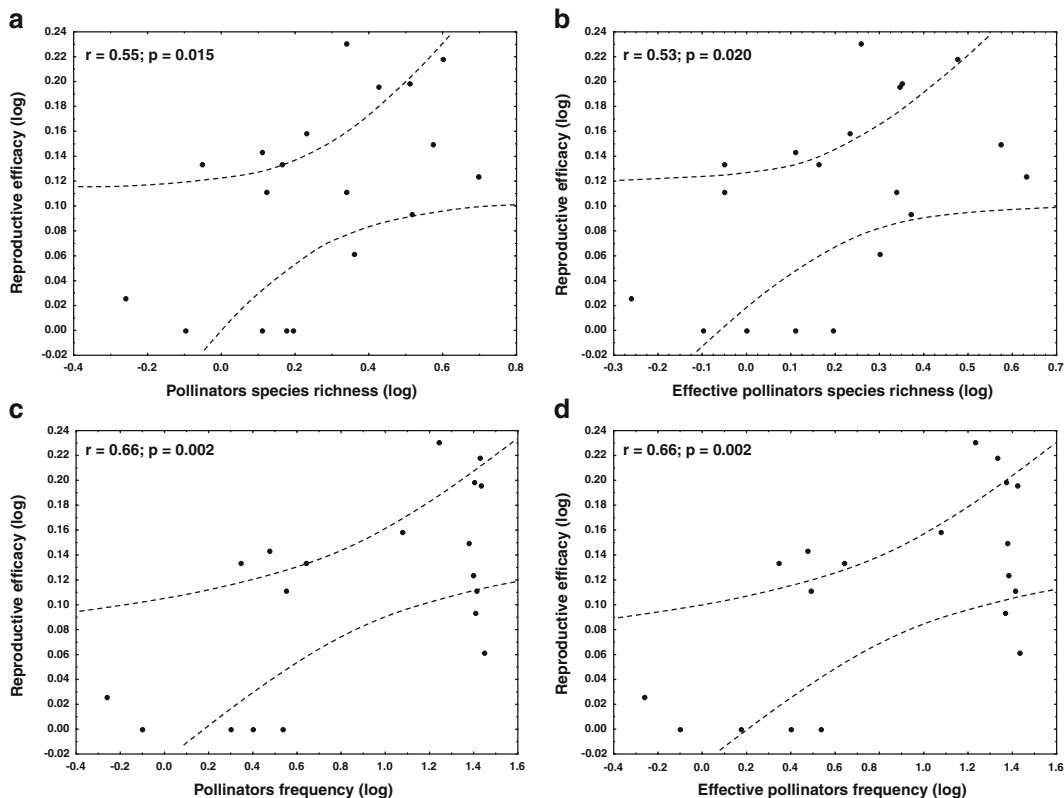 a
r = 0.55; p = 0.015
Reproductive efficacy (log)
0.24
0.22
0.20
0.18
0.16
0.14
0.12
0.10
0.08
0.06
0.04
0.02
0.00
-0.02
-0.4 -0.2 0.0 0.2 0.4 0.6 0.8
Pollinators species richness (log)
b
r = 0.53; p = 0.020
Reproductive efficacy (log)
0.24
0.22
0.20
0.18
0.16
0.14
0.12
0.10
0.08
0.06
0.04
0.02
0.00
-0.02
-0.3 -0.2 -0.1 0.0 0.1 0.2 0.3 0.4 0.5 0.6 0.7
Effective pollinators species richness (log)
c
r = 0.66; p = 0.002
Reproductive efficacy (log)
0.24
0.22
0.20
0.18
0.16
0.14
0.12
0.10
0.08
0.06
0.04
0.02
0.00
-0.02
-0.4 -0.2 0.0 0.2 0.4 0.6 0.8 1.0 1.2 1.4 1.6
Pollinators frequency (log)
d
r = 0.66; p = 0.002
Reproductive efficacy (log)
0.24
0.22
0.20
0.18
0.16
0.14
0.12
0.10
0.08
0.06
0.04
0.02
0.00
-0.02
-0.4 -0.2 0.0 0.2 0.4 0.6 0.8 1.0 1.2 1.4 1.6
Effective pollinators frequency (log)